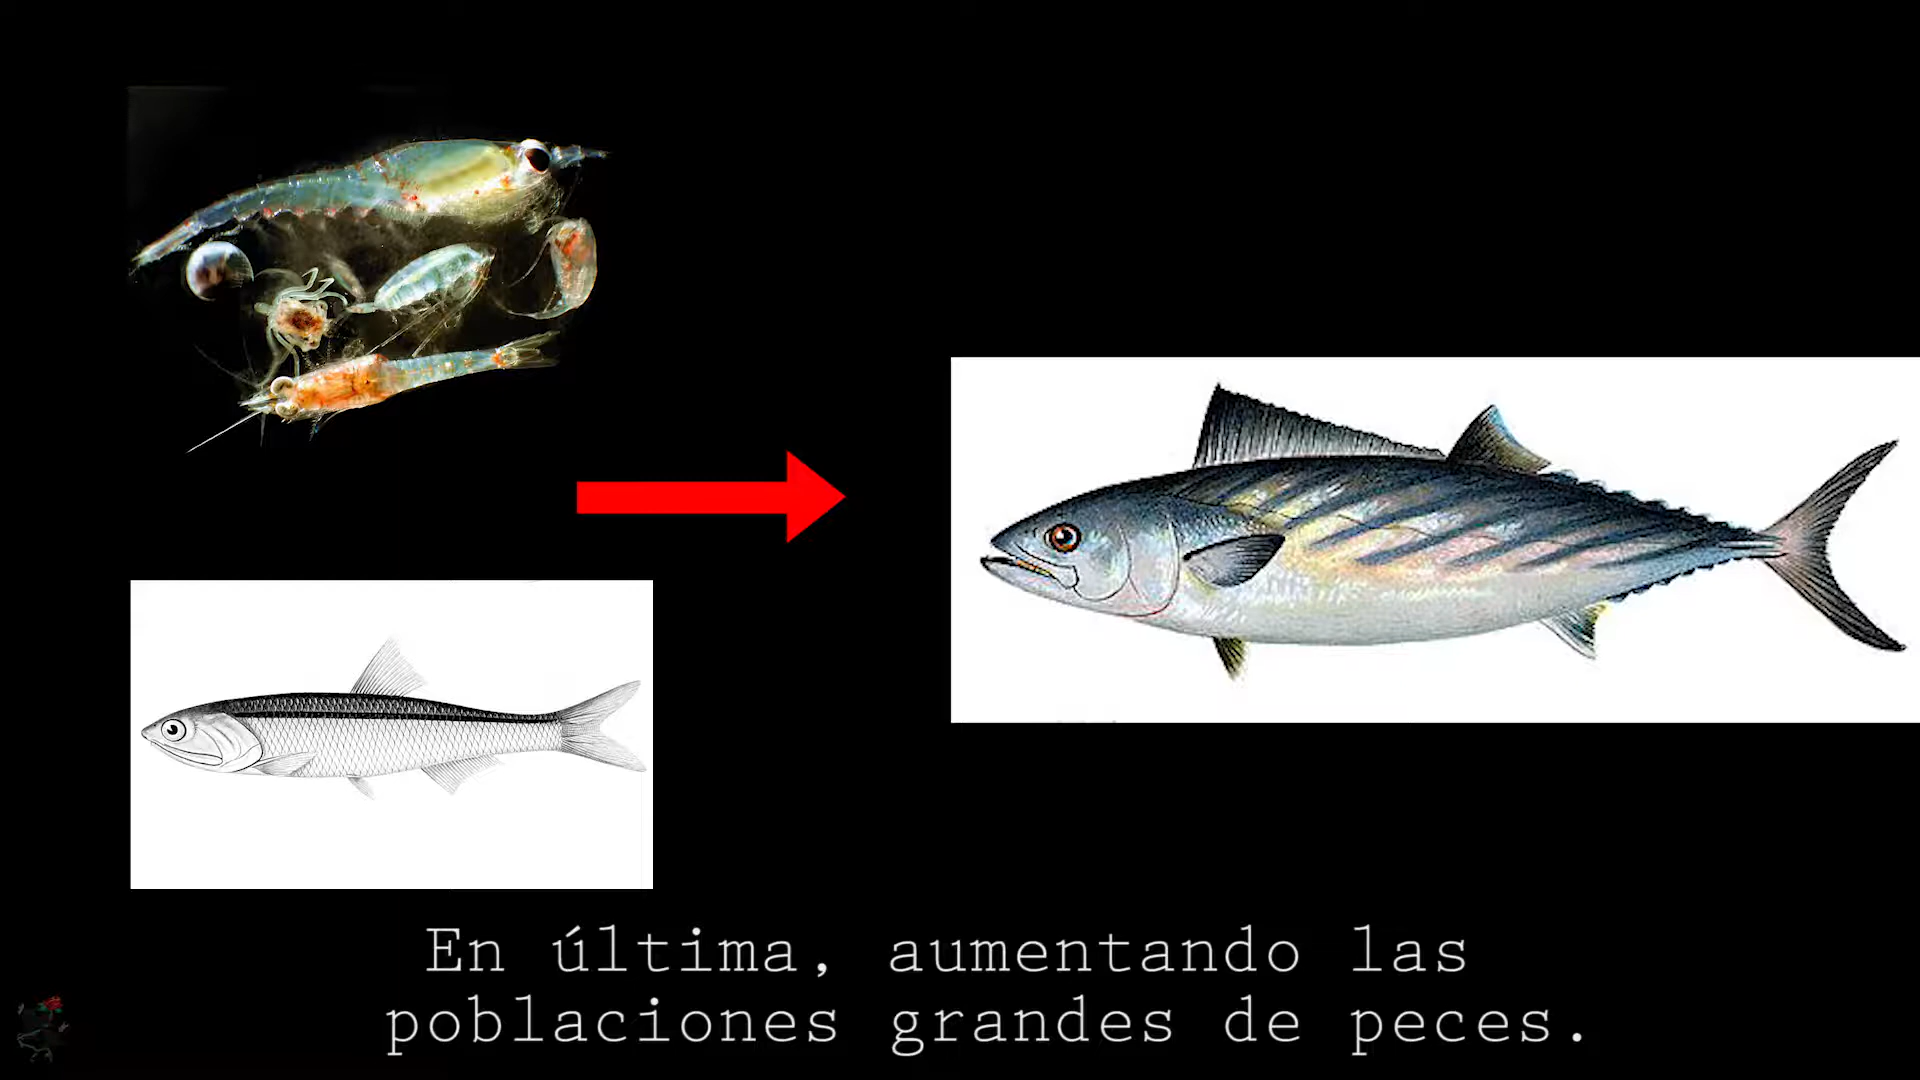 En última, aumentando las
poblaciones grandes de peces.